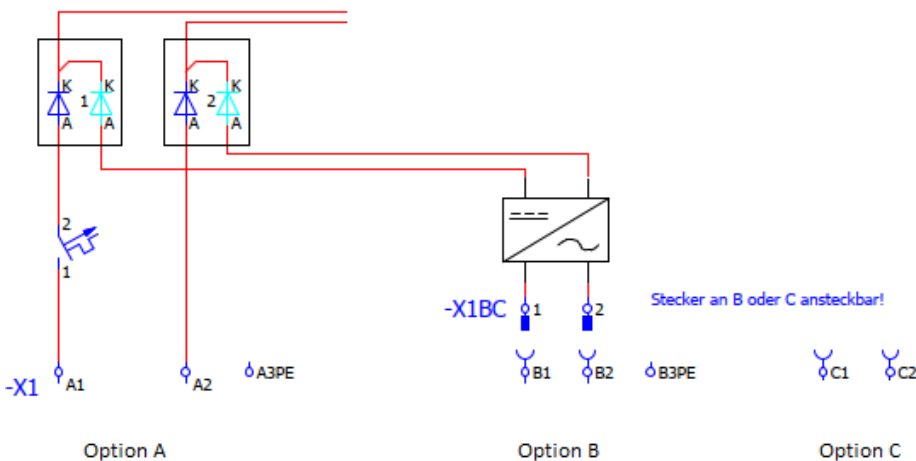 K K K K
1 2
A A A A
2
1
-X1BC 1 2 Stecker an B oder C ansteckbar!
-X1 A1 A2 A3PE B1 B2 B3PE C1 C2
Option A Option B Option C